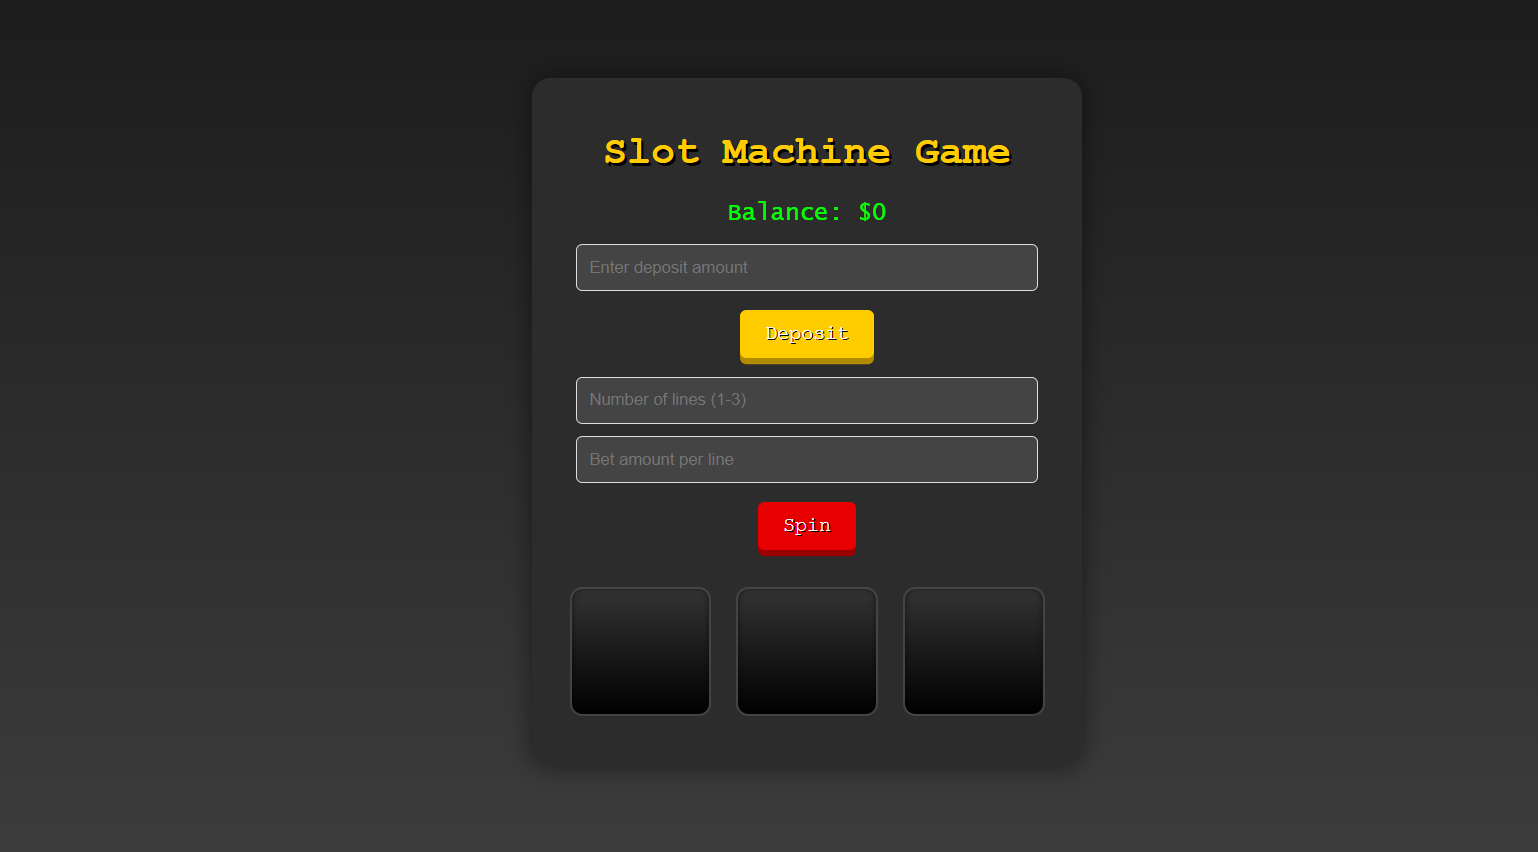 Slot Machine Game
Balance: $0
Enter deposit amount
Deposit
Number of lines (1-3)
Bet amount per line
Spin